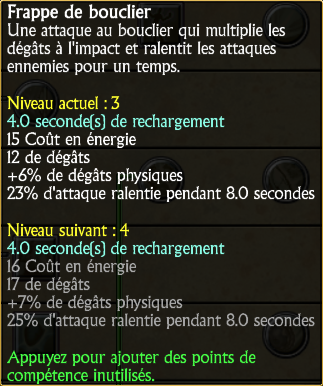 Frappe de bouclier
Une attaque au bouclier qui multiplie les
dégâts à l'impact et ralentit les attaques
ennemies pour un temps.
Niveau actuel : 3
4.0 seconde(s) de rechargement
15 Coût en énergie
12 de dégâts
+6% de dégâts physiques
23% d'attaque ralentie pendant 8.0 secondes
Niveau suivant : 4
4.0 seconde(s) de rechargement
16 Coût en énergie
17 de dégâts
+7% de dégâts physiques
25% d'attaque ralentie pendant 8.0 secondes
Appuyez pour ajouter des points de
compétence inutilisés.